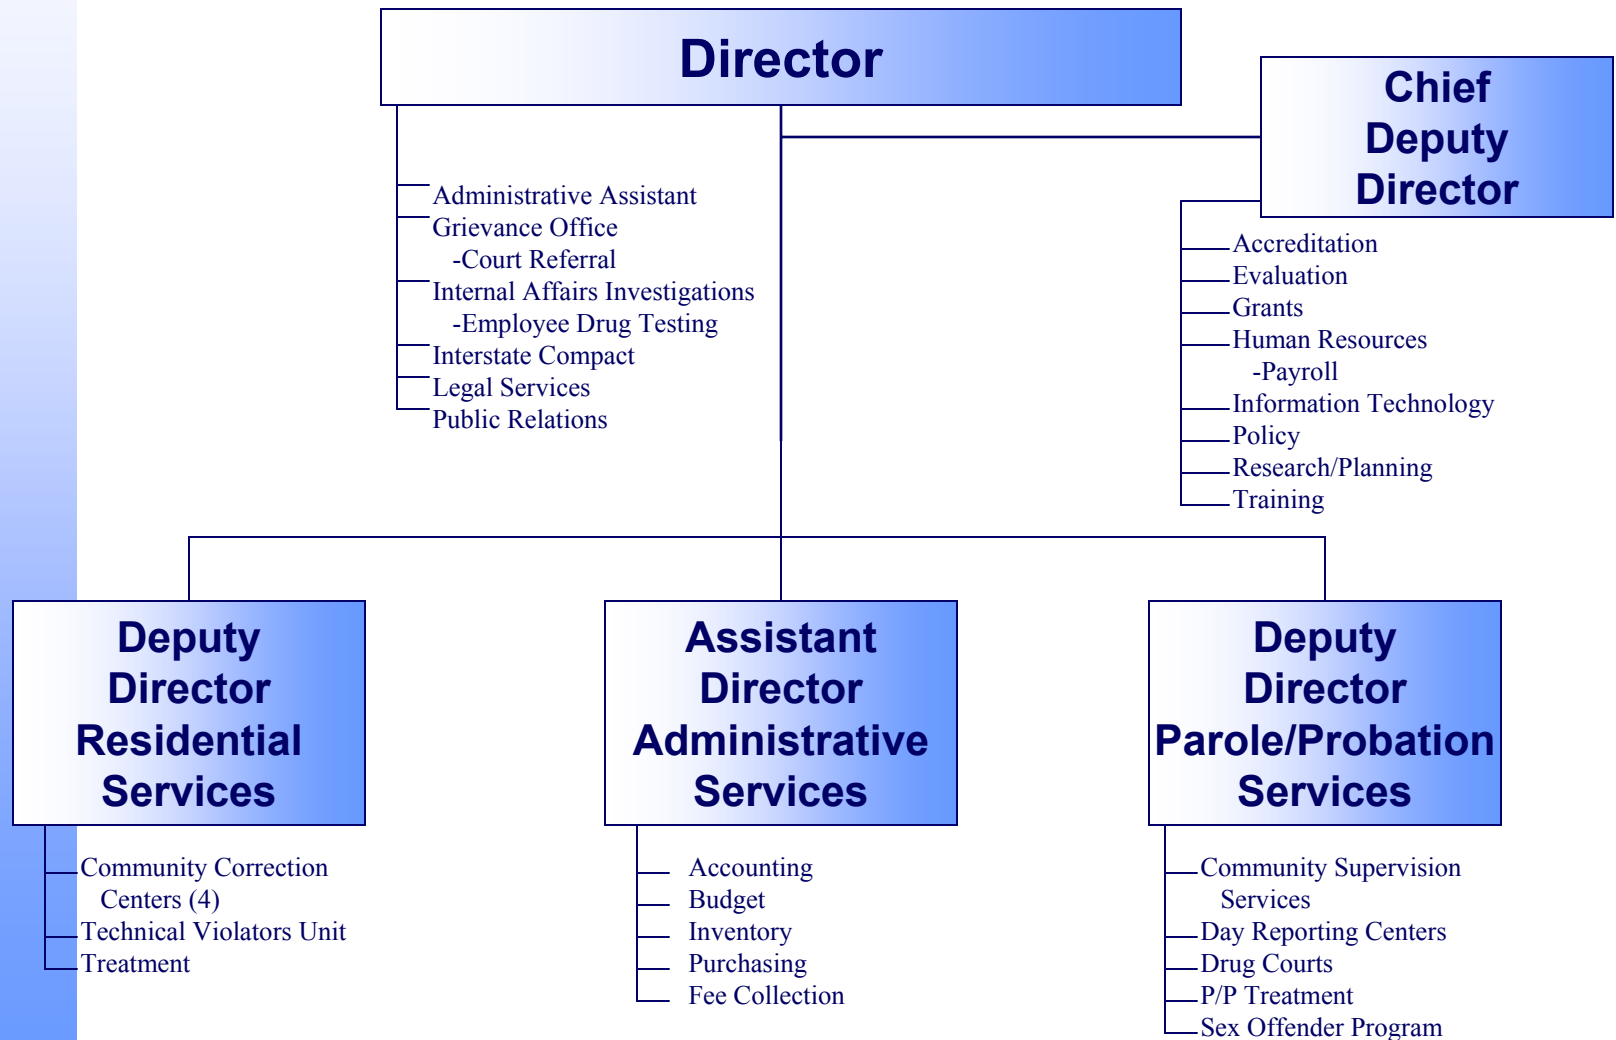 Director
Chief
Deputy
Director
Administrative Assistant
Grievance Office
-Court Referral
Internal Affairs Investigations
-Employee Drug Testing
Interstate Compact
Legal Services
Public Relations
Accreditation
Evaluation
Grants
Human Resources
-Payroll
Information Technology
Policy
Research/Planning
Training
Deputy
Director
Residential
Services
Community Correction
Centers (4)
Technical Violators Unit
Treatment
Assistant
Director
Administrative
Services
Accounting
Budget
Inventory
Purchasing
Fee Collection
Deputy
Director
Parole/Probation
Services
Community Supervision
Services
Day Reporting Centers
Drug Courts
P/P Treatment
Sex Offender Program